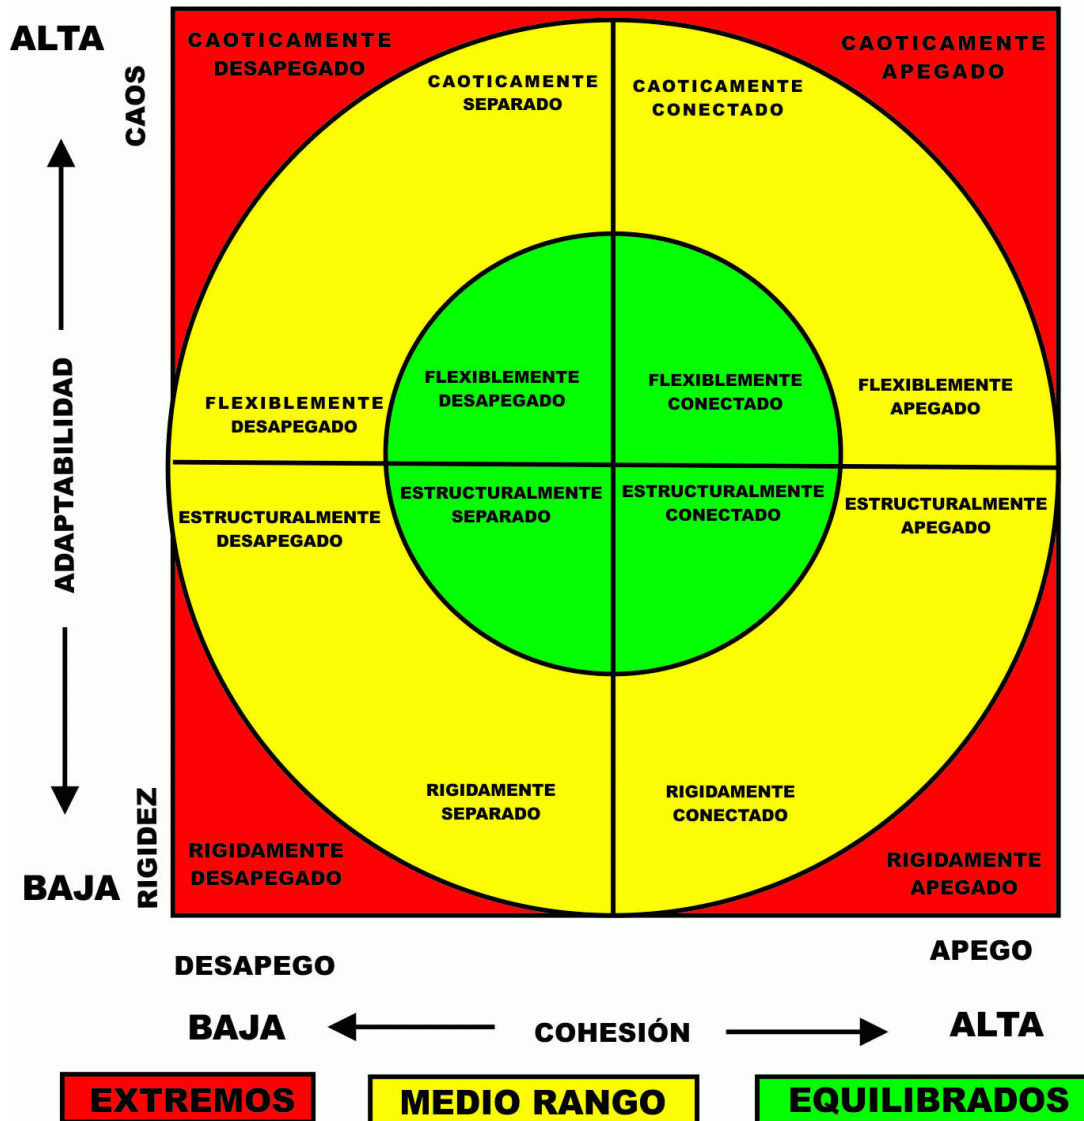 ALTA
CAOS
CAOTICAMENTE
DESAPEGADO
CAOTICAMENTE
SEPARADO
CAOTICAMENTE
CONECTADO
CAOTICAMENTE
APEGADO
ADAPTABILIDAD
FLEXIBLEMENTE
DESAPEGADO
FLEXIBLEMENTE
DESAPEGADO
FLEXIBLEMENTE
CONECTADO
FLEXIBLEMENTE
APEGADO
ESTRUCTURALMENTE
DESAPEGADO
ESTRUCTURALMENTE
SEPARADO
ESTRUCTURALMENTE
CONECTADO
ESTRUCTURALMENTE
APEGADO
RIGIDAMENTE
SEPARADO
RIGIDAMENTE
CONECTADO
BAJA
RIGIDEZ
RIGIDAMENTE
DESAPEGADO
RIGIDAMENTE
APEGADO
DESAPEGO
APEGO
BAJA
COHESIÓN
ALTA
EXTREMOS
MEDIO RANGO
EQUILIBRADOS